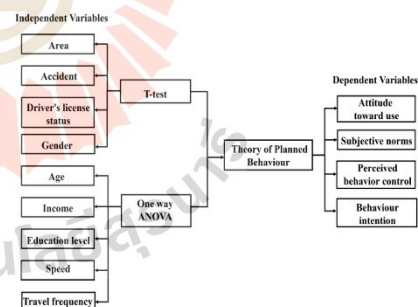 Independent Variables
Area
Accident
Driver's license
status
Gender
Age
Income
Education level
Speed
Travel frequency
T-test
One way
ANOVA
Theory of Planned
Behaviour
Dependent Variables
Attitude
toward use
Subjective norms
Perceived
behavior control
Behaviour
intention